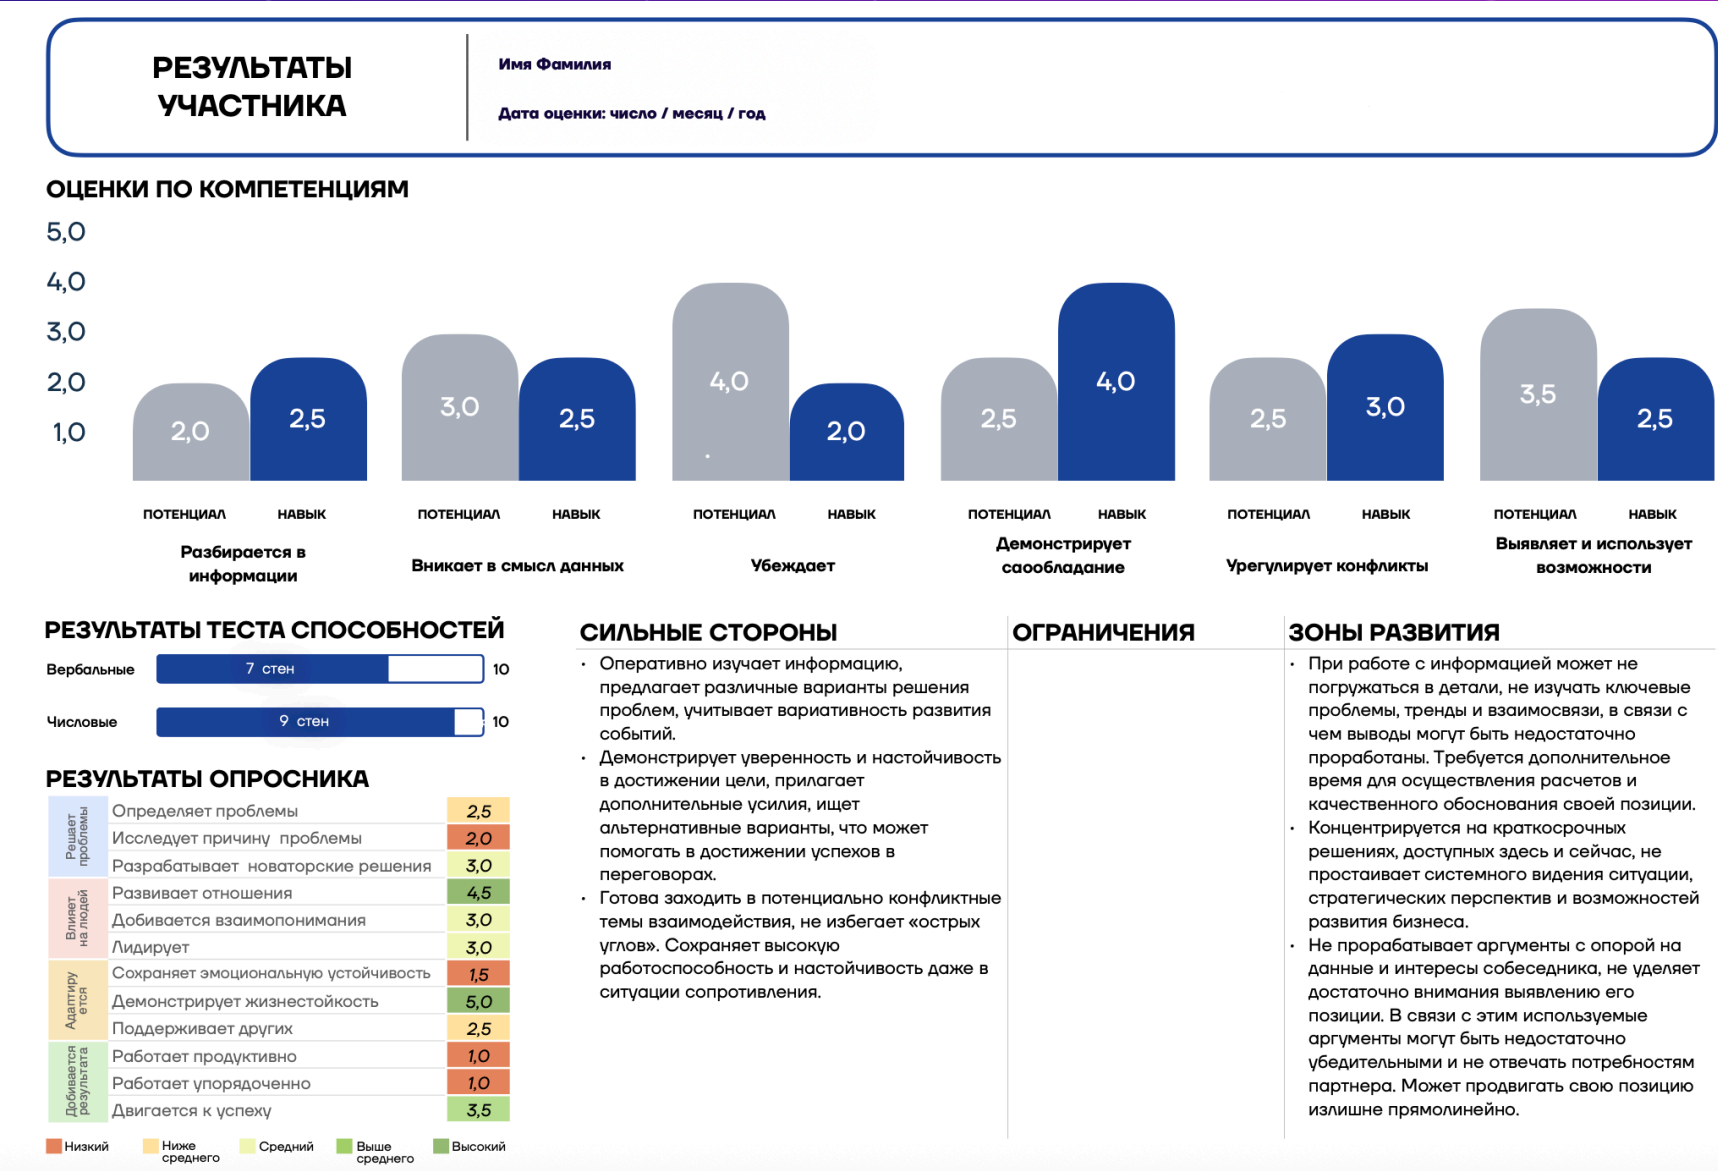 РЕЗУЛЬТАТЫ
УЧАСТНИКА
Имя Фамилия
Дата оценки: число / месяц / год
ОЦЕНКИ ПО КОМПЕТЕНЦИЯМ
5,0
4,0
3,0
2,0
1,0
2,0
2,5
3,0
2,5
4,0
2,0
2,5
4,0
2,5
3,0
3,5
2,5
ПОТЕНЦИАЛ НАВЫК
ПОТЕНЦИАЛ НАВЫК
ПОТЕНЦИАЛ НАВЫК
ПОТЕНЦИАЛ НАВЫК
ПОТЕНЦИАЛ НАВЫК
ПОТЕНЦИАЛ НАВЫК
Разбирается в
информации
Вникает в смысл данных
Убеждает
Демонстрирует
саообладание
Урегулирует конфликты
Выявляет и использует
возможности
РЕЗУЛЬТАТЫ ТЕСТА СПОСОБНОСТЕЙ
Вербальные 7 стен 10
Числовые 9 стен 10
РЕЗУЛЬТАТЫ ОПРОСНИКА
Решает
проблемы
Определяет проблемы 2,5
Исследует причину проблемы 2,0
Разрабатывает новаторские решения 3,0
Влияет
на людей
Развивает отношения 4,5
Добивается взаимопонимания 3,0
Лидирует 3,0
Адаптиру
ется
Сохраняет эмоциональную устойчивость 1,5
Демонстрирует жизнестойкость 5,0
Поддерживает других 2,5
Добивается
результата
Работает продуктивно 1,0
Работает упорядоченно 1,0
Двигается к успеху 3,5
Низкий
Ниже
среднего
Средний
Выше
среднего
Высокий
СИЛЬНЫЕ СТОРОНЫ
• Оперативно изучает информацию,
предлагает различные варианты решения
проблем, учитывает вариативность развития
событий.
• Демонстрирует уверенность и настойчивость
в достижении цели, прилагает
дополнительные усилия, ищет
альтернативные варианты, что может
помогать в достижении успехов в
переговорах.
• Готова заходить в потенциально конфликтные
темы взаимодействия, не избегает «острых
углов». Сохраняет высокую
работоспособность и настойчивость даже в
ситуации сопротивления.
ОГРАНИЧЕНИЯ
ЗОНЫ РАЗВИТИЯ
• При работе с информацией может не
погружаться в детали, не изучать ключевые
проблемы, тренды и взаимосвязи, в связи с
чем выводы могут быть недостаточно
проработаны. Требуется дополнительное
время для осуществления расчетов и
качественного обоснования своей позиции.
• Концентрируется на краткосрочных
решениях, доступных здесь и сейчас, не
простаивает системного видения ситуации,
стратегических перспектив и возможностей
развития бизнеса.
• Не прорабатывает аргументы с опорой на
данные и интересы собеседника, не уделяет
достаточно внимания выявлению его
позиции. В связи с этим используемые
аргументы могут быть недостаточно
убедительными и не отвечать потребностям
партнера. Может продвигать свою позицию
излишне прямолинейно.